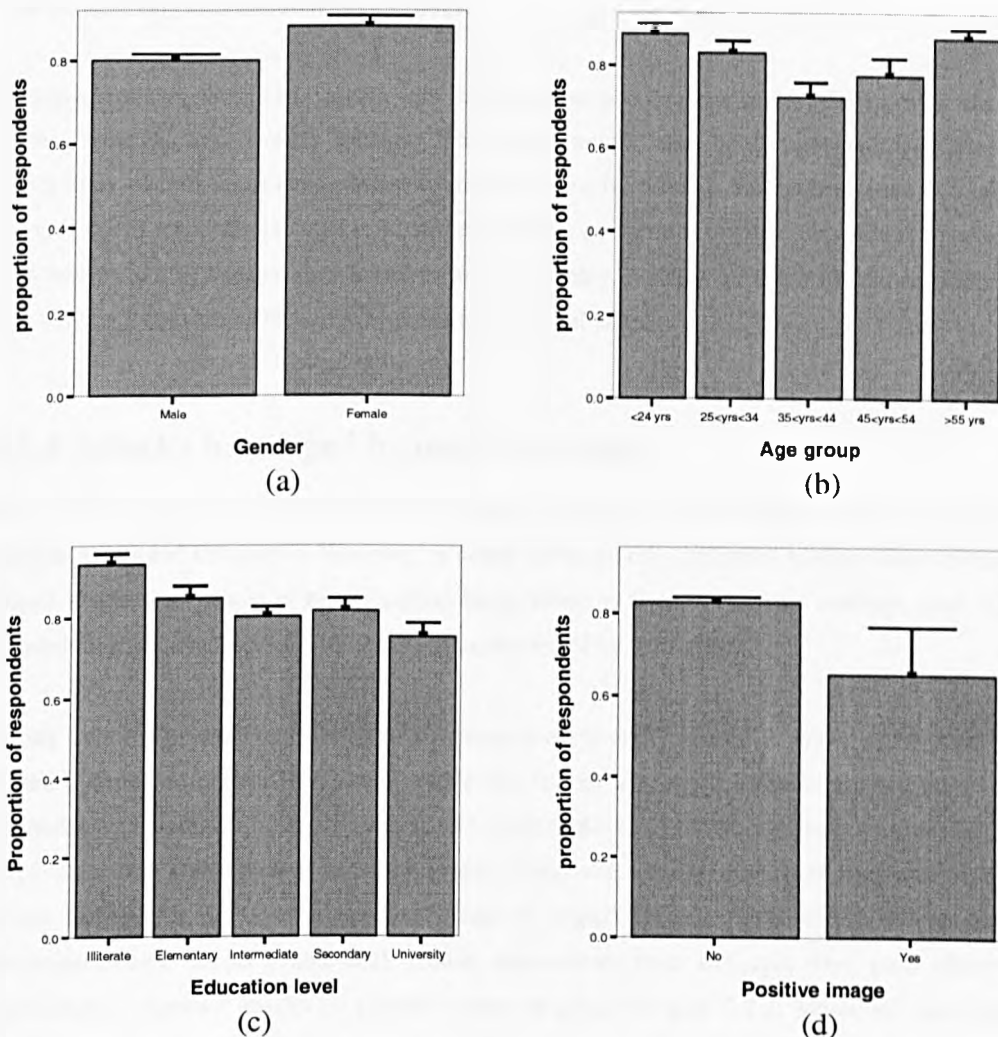 proportion of respondents
0.8
0.6
0.4
0.2
0.0
Male Female
Gender
(a)
proportion of respondents
0.8
0.6
0.4
0.2
0.0
<24 yrs 25<yrs<34 35<yrs<44 45<yrs<54 >55 yrs
Age group
(b)
Proportion of respondents
0.8
0.6
0.4
0.2
0.0
Illiterate Elementary Intermediate Secondary University
Education level
(c)
Proportion of respondents
0.8
0.6
0.4
0.2
0.0
No Yes
Positive image
(d)